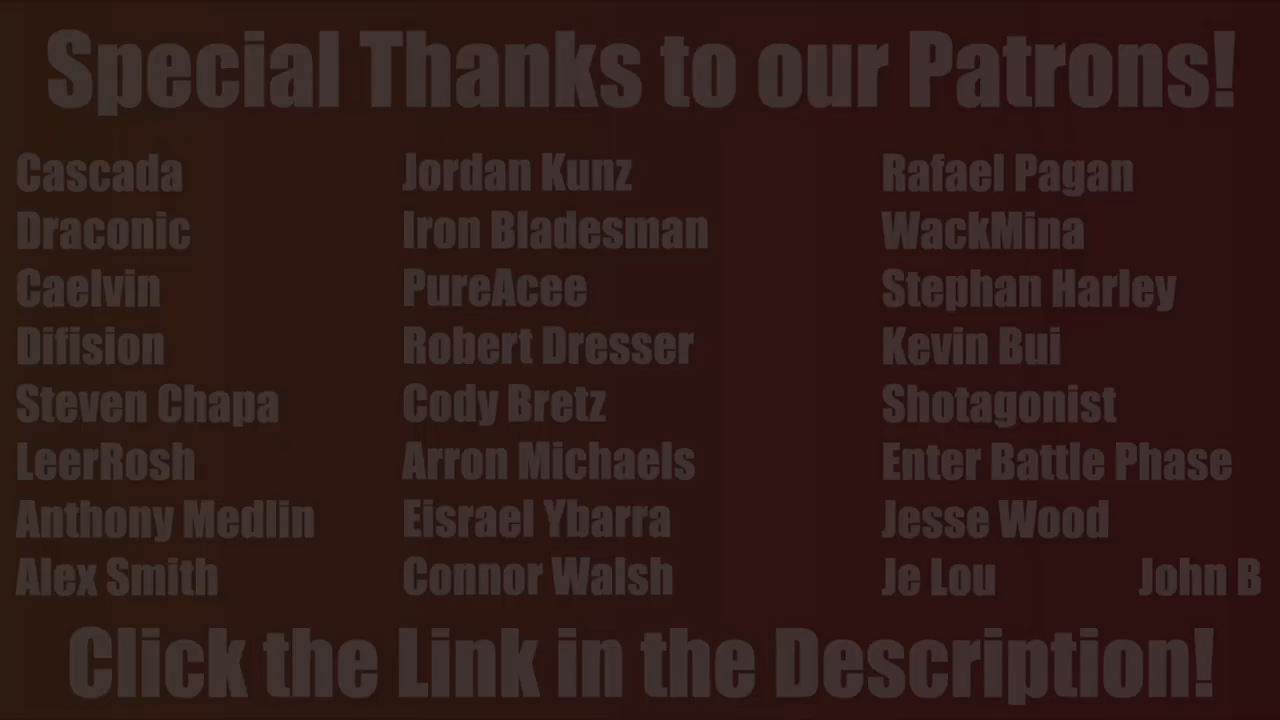 Special Thanks to our Patrons!
Cascada
Draconic
Caelvin
Difision
Steven Chapa
LeerRosh
Anthony Medlin
Alex Smith
Jordan Kunz
Iron Bladesman
PureAcee
Robert Dresser
Cody Bretz
Arron Michaels
Eisrael Ybarra
Connor Walsh
Rafael Pagan
WackMina
Stephan Harley
Kevin Bui
Shotagonist
Enter Battle Phase
Jesse Wood
Je Lou
John B
Click the Link in the Description!